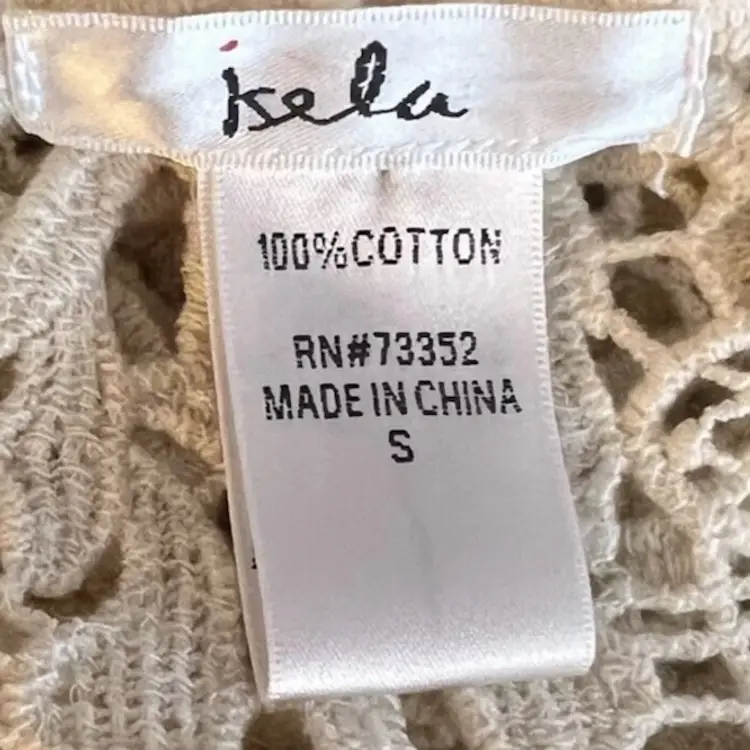 isela
100%COTTON
RN#73352
MADE IN CHINA
S